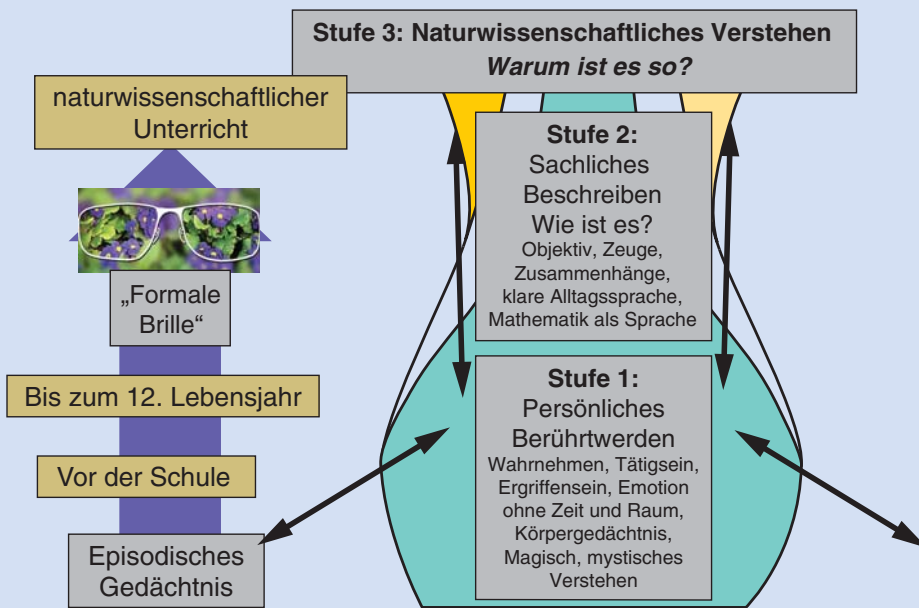 Stufe 3: Naturwissenschaftliches Verstehen
Warum ist es so?
naturwissenschaftlicher
Unterricht
„Formale
Brille“
Bis zum 12. Lebensjahr
Vor der Schule
Episodisches
Gedächtnis
Stufe 2:
Sachliches
Beschreiben
Wie ist es?
Objektiv, Zeuge,
Zusammenhänge,
klare Alltagssprache,
Mathematik als Sprache
Stufe 1:
Persönliches
Berührtwerden
Wahrnehmen, Tätigsein,
Ergriffensein, Emotion
ohne Zeit und Raum,
Körpergedächtnis,
Magisch, mystisches
Verstehen